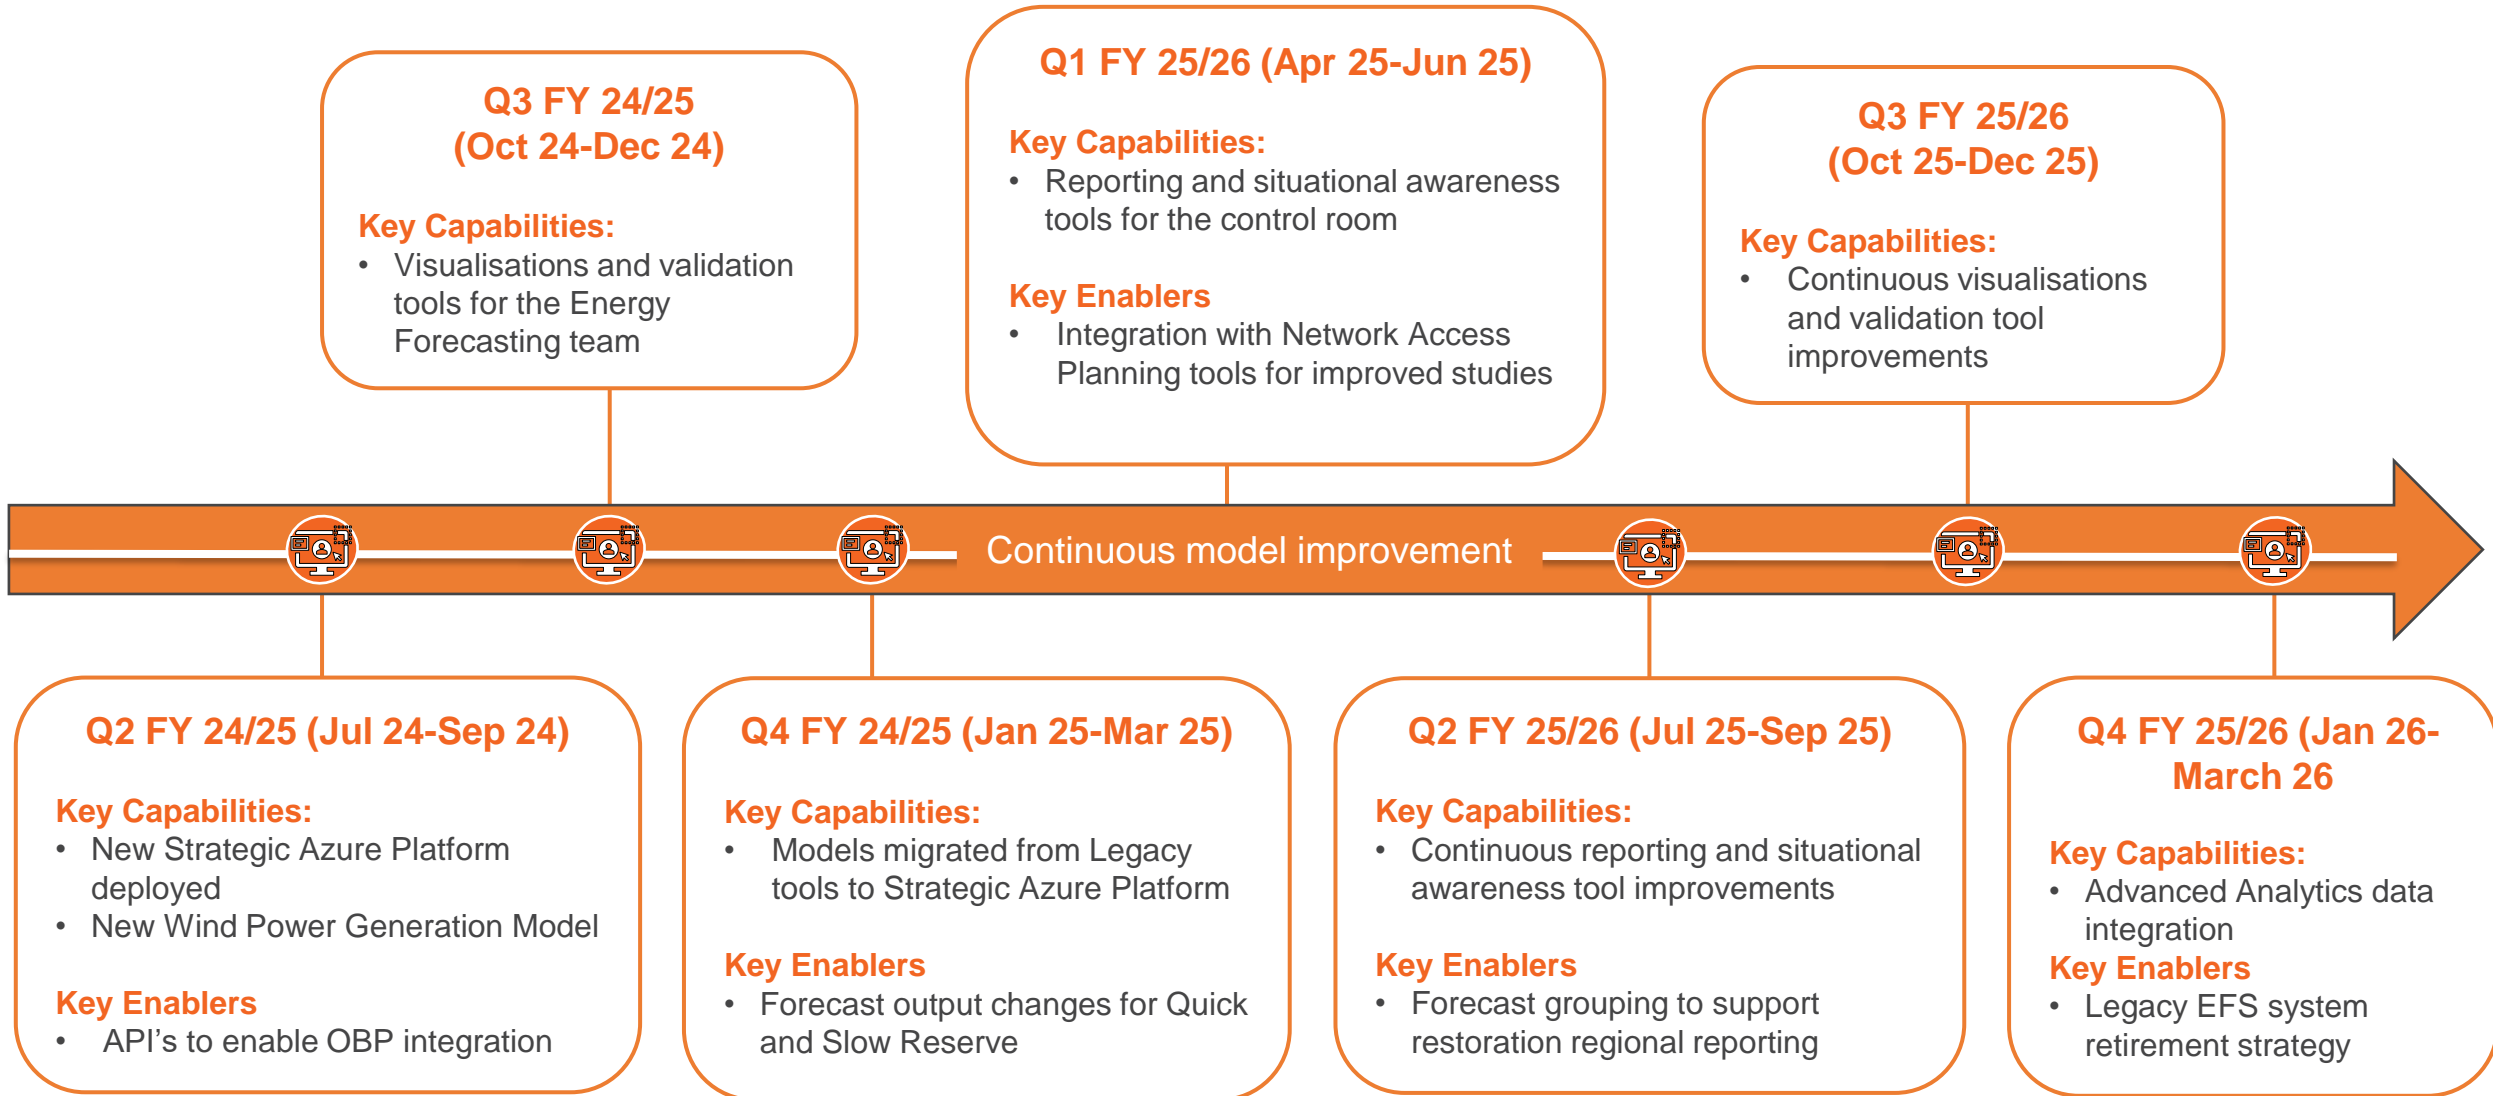 Q3 FY 24/25
(Oct 24-Dec 24)
Key Capabilities:
• Visualisations and validation
tools for the Energy
Forecasting team
Q1 FY 25/26 (Apr 25-Jun 25)
Key Capabilities:
• Reporting and situational awareness
tools for the control room
Key Enablers
• Integration with Network Access
Planning tools for improved studies
Q3 FY 25/26
(Oct 25-Dec 25)
Key Capabilities:
• Continuous visualisations
and validation tool
improvements
Continuous model improvement
Q2 FY 24/25 (Jul 24-Sep 24)
Key Capabilities:
• New Strategic Azure Platform
deployed
• New Wind Power Generation Model
Key Enablers
• API's to enable OBP integration
Q4 FY 24/25 (Jan 25-Mar 25)
Key Capabilities:
• Models migrated from Legacy
tools to Strategic Azure Platform
Key Enablers
• Forecast output changes for Quick
and Slow Reserve
Q2 FY 25/26 (Jul 25-Sep 25)
Key Capabilities:
• Continuous reporting and situational
awareness tool improvements
Key Enablers
• Forecast grouping to support
restoration regional reporting
Q4 FY 25/26 (Jan 26-
March 26
Key Capabilities:
• Advanced Analytics data
integration
Key Enablers
• Legacy EFS system
retirement strategy